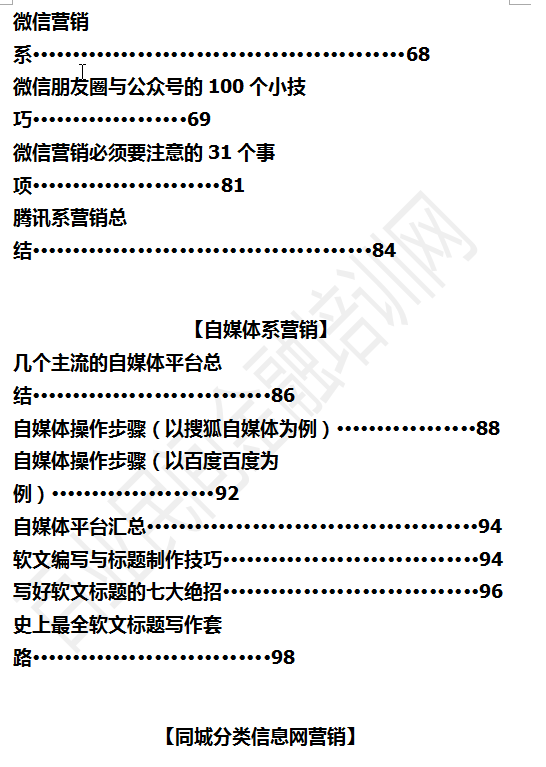 微信营销
系••••••••••••••••••••••••••••••••••••••••••••••68
微信朋友圈与公众号的 100 个小技
巧•••••••••••••••••••69
微信营销必须要注意的 31 个事
项•••••••••••••••••••••••81
腾讯系营销总
结••••••••••••••••••••••••••••••••••••••••••84
【自媒体系营销】
几个主流的自媒体平台总
结•••••••••••••••••••••••••••••86
自媒体操作步骤（以搜狐自媒体为例）•••••••••••••••••88
自媒体操作步骤（以百度百度为
例）••••••••••••••••••••92
自媒体平台汇总•••••••••••••••••••••••••••••••••••••••••94
软文编写与标题制作技巧••••••••••••••••••••••••••••••••94
写好软文标题的七大绝招••••••••••••••••••••••••••••••••96
史上最全软文标题写作套
路•••••••••••••••••••••••••••••98
【同城分类信息网营销】